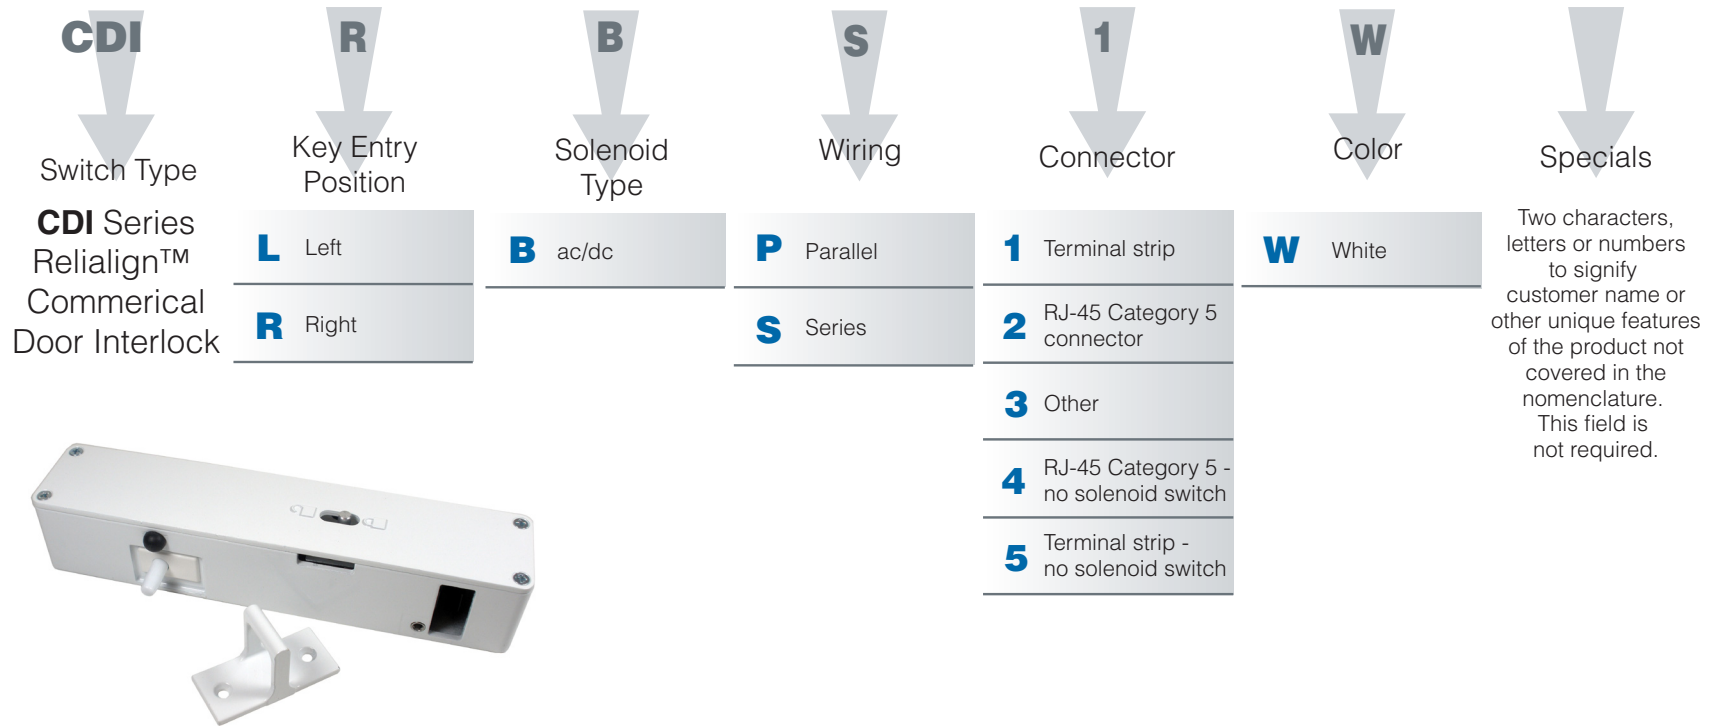 CDI
R
B
S
1
W
Switch Type
CDI Series
Relialign™
Commerical
Door Interlock
Key Entry
Position
L Left
R Right
Solenoid
Type
B ac/dc
Wiring
P Parallel
S Series
Connector
1 Terminal strip
2 RJ-45 Category 5
connector
3 Other
4 RJ-45 Category 5 -
no solenoid switch
5 Terminal strip -
no solenoid switch
Color
W White
Specials
Two characters,
letters or numbers
to signify
customer name or
other unique features
of the product not
covered in the
nomenclature.
This field is
not required.